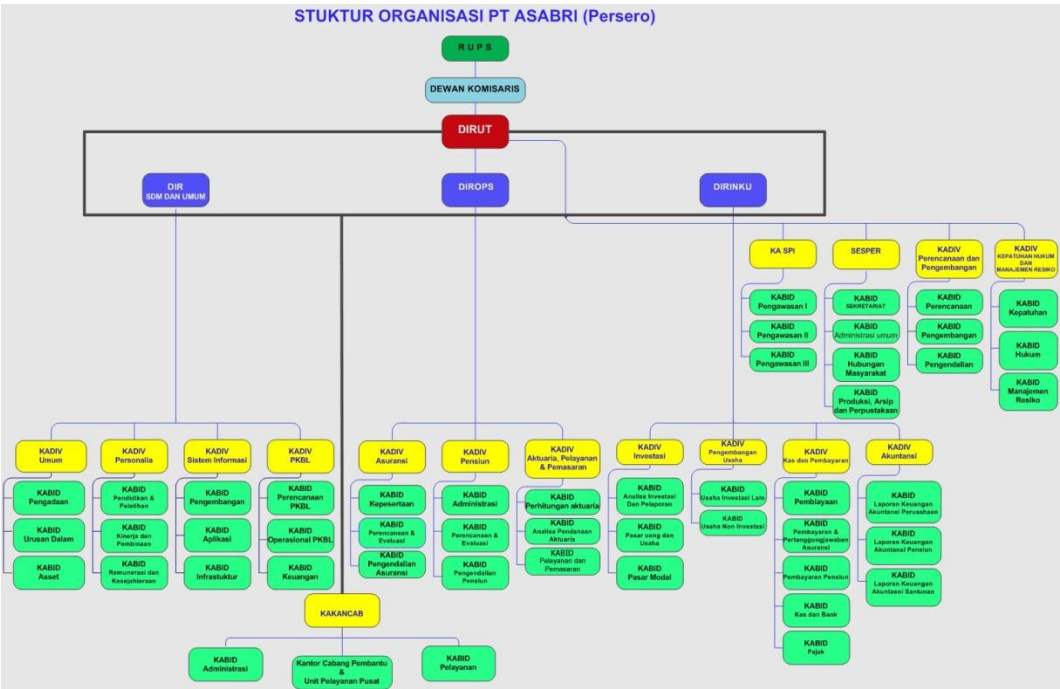 STUKTUR ORGANISASI PT ASABRI (Persero)
R U P S
DEWAN KOMISARIS
DIRUT
DIR
SDM DAN UMUM
DIROPS
DIRINKU
KA SPI
SESPER
KADIV
Perencanaan dan
Pengembangan
KADIV
KEPATUHAN HUKUM
DAN
MANAJEMEN RESIKO
KABID
Pengawasan I
KABID
Pengawasan II
KABID
Pengawasan III
KABID
SEKRETARIAT
KABID
Administrasi umum
KABID
Hubungan
Masyarakat
KABID
Produksi, Arsip
dan Perpustakaan
KABID
Perencanaan
KABID
Pengembangan
KABID
Pengendalian
KABID
Kepatuhan
KABID
Hukum
KABID
Manajemen
Resiko
KADIV
Umum
KADIV
Personalia
KADIV
Sistem Informasi
KADIV
PKBL
KADIV
Asuransi
KADIV
Pensiun
KADIV
Aktuaria, Pelayanan
& Pemasaran
KADIV
Investasi
KADIV
Pengembangan
Usaha
KADIV
Kas dan Pembayaran
KADIV
Akuntansi
KABID
Pengadaan
KABID
Urusan Dalam
KABID
Asset
KABID
Pendidikan &
Pelatihan
KABID
Kinerja dan
Pembinaan
KABID
Remunerasi dan
Kesejahteraan
KABID
Pengembangan
KABID
Aplikasi
KABID
Infrastuktur
KABID
Perencanaan
PKBL
KABID
Operasional PKBL
KABID
Keuangan
KABID
Kepesertaan
KABID
Perencanaan &
Evaluasi
KABID
Pengendalian
Asuransi
KABID
Administrasi
KABID
Perencanaan &
Evaluasi
KABID
Pengendalian
Pensiun
KABID
Perhitungan aktuaria
KABID
Analisa Pendanaan
Aktuaria
KABID
Pelayanan dan
Pemasaran
KABID
Analisa Investasi
Dan Pelaporan
KABID
Pasar uang dan
Usaha
KABID
Pasar Modal
KABID
Usaha Investasi Lain
KABID
Usaha Non Investasi
KABID
Pembiayaan
KABID
Pembayaran &
Pertanggungjawaban
Asuransi
KABID
Pembayaran Pensiun
KABID
Kas dan Bank
KABID
Pajak
KABID
Laporan Keuangan
Akuntansi Perusahaan
KABID
Laporan Keuangan
Akuntansi Pensiun
KABID
Laporan Keuangan
Akuntasni Santunan
KAKANCAB
KABID
Administrasi
Kantor Cabang Pembantu
&
Unit Pelayanan Pusat
KABID
Pelayanan